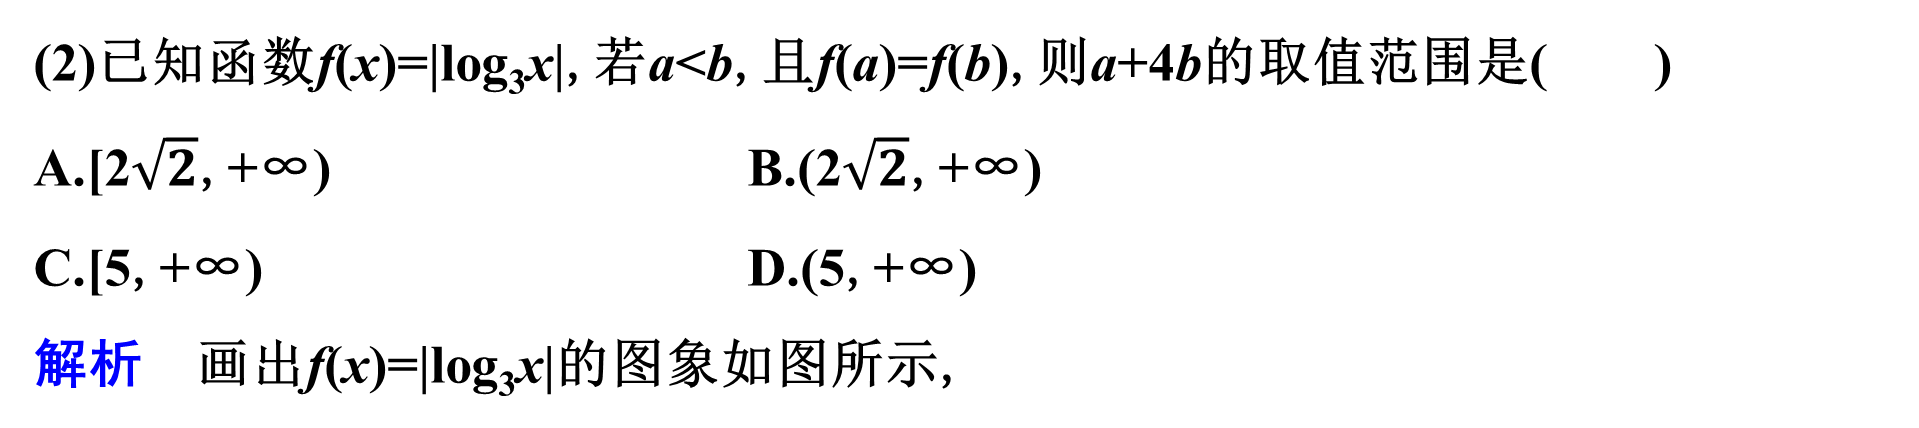 (2)已知函数f(x)=|log₃x|, 若a<b, 且f(a)=f(b), 则a+4b的取值范围是(　　)
A.[2√2, +∞)　　B.(2√2, +∞)
C.[5, +∞)　　D.(5, +∞)
解析　画出f(x)=|log₃x|的图象如图所示,